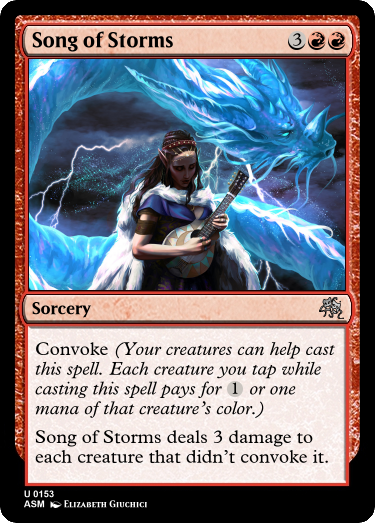 Song of Storms 3
Sorcery
Convoke (Your creatures can help cast
this spell. Each creature you tap while
casting this spell pays for 1 or one
mana of that creature's color.)
Song of Storms deals 3 damage to
each creature that didn't convoke it.
U 0153
ASM Elizabeth Giuchici